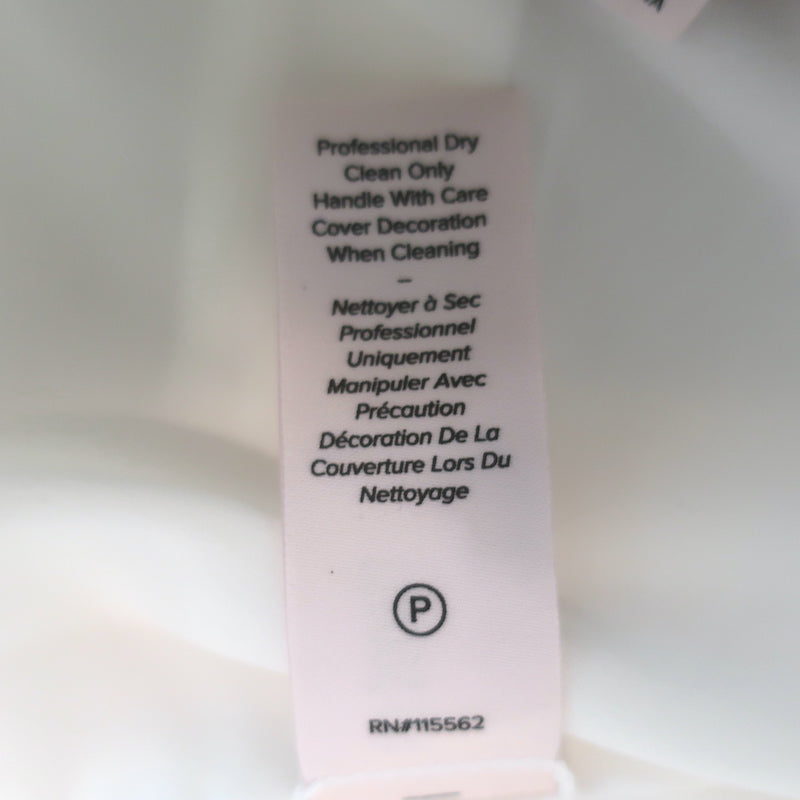 Professional Dry
Clean Only
Handle With Care
Cover Decoration
When Cleaning
–
Nettoyer à Sec
Professionnel
Uniquement
Manipuler Avec
Précaution
Décoration De La
Couverture Lors Du
Nettoyage
P
RN#115562